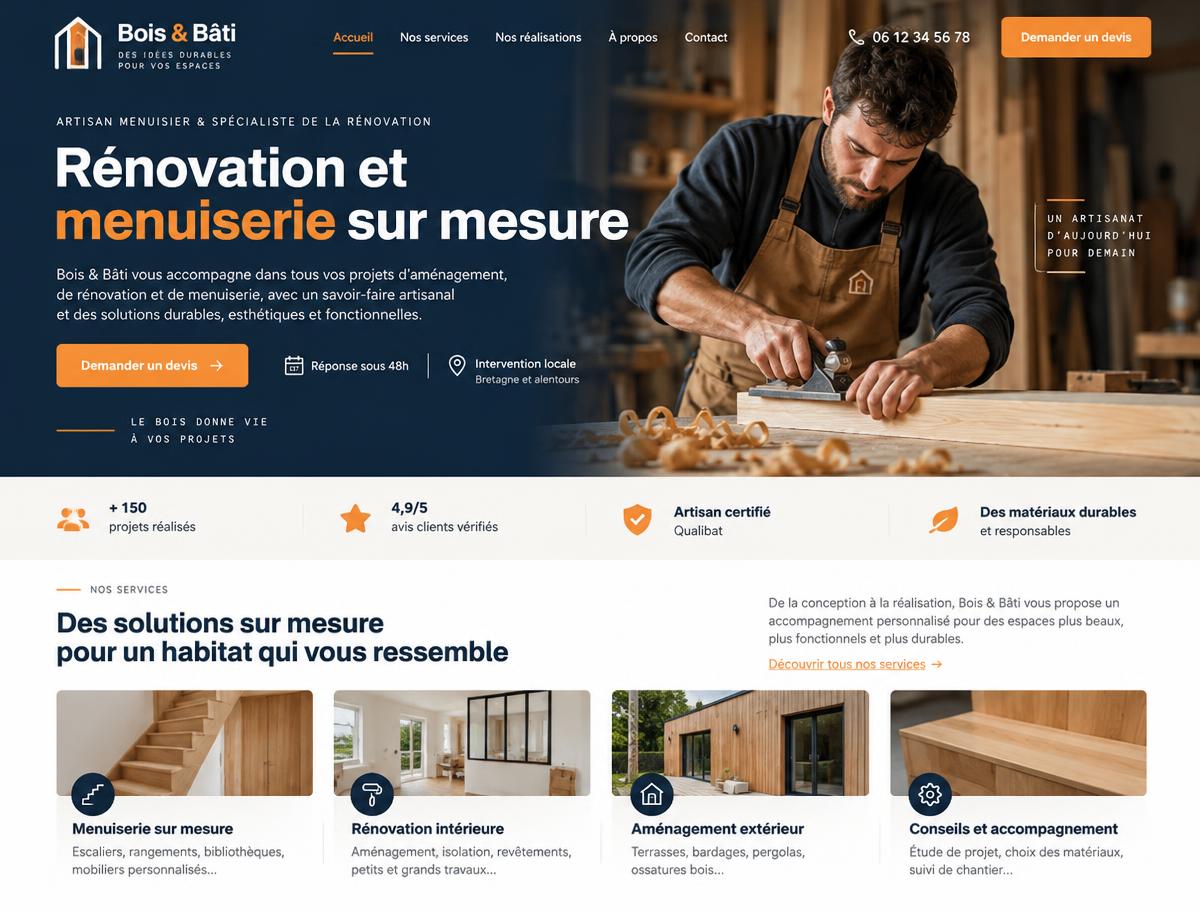 Bois & Bâti
DES IDÉES DURABLES
POUR VOS ESPACES
Accueil
Nos services
Nos réalisations
À propos
Contact
06 12 34 56 78
Demander un devis
ARTISAN MENUISIER & SPÉCIALISTE DE LA RÉNOVATION
Rénovation et
menuiserie sur mesure
Bois & Bâti vous accompagne dans tous vos projets d'aménagement,
de rénovation et de menuiserie, avec un savoir-faire artisanal
et des solutions durables, esthétiques et fonctionnelles.
Demander un devis →
Réponse sous 48h
Intervention locale
Bretagne et alentours
LE BOIS DONNE VIE
À VOS PROJETS
UN ARTISANAT
D'AUJOURD'HUI
POUR DEMAIN
+ 150
projets réalisés
4,9/5
avis clients vérifiés
Artisan certifié
Qualibat
Des matériaux durables
et responsables
NOS SERVICES
Des solutions sur mesure
pour un habitat qui vous ressemble
De la conception à la réalisation, Bois & Bâti vous propose un
accompagnement personnalisé pour des espaces plus beaux,
plus fonctionnels et plus durables.
Découvrir tous nos services →
Menuiserie sur mesure
Escaliers, rangements, bibliothèques,
mobiliers personnalisés...
Rénovation intérieure
Aménagement, isolation, revêtements,
petits et grands travaux...
Aménagement extérieur
Terrasses, bardages, pergolas,
ossatures bois...
Conseils et accompagnement
Étude de projet, choix des matériaux,
suivi de chantier...